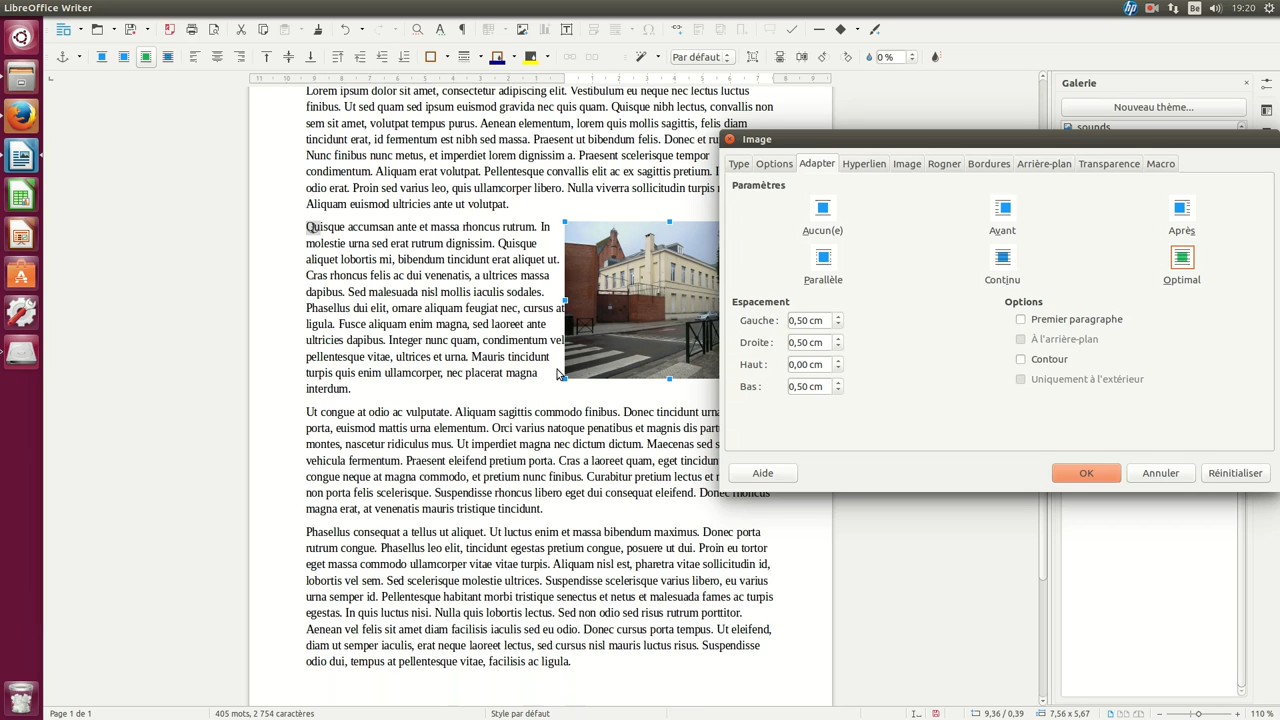 LibreOffice Writer
Be
19:20
Par défaut
0 %
11 9 8 7 6 5 4 3 2 1 1 2 3 4 5 6 7 8 9
Galerie
Nouveau thème...
sounds
Lorem ipsum dolor sit amet, consectetur adipiscing elit. Vestibulum eu neque nec lectus luctus
finibus. Ut sed quam sed ipsum euismod gravida nec quis quam. Quisque nibh lectus, convallis non
sem sit amet, volutpat tempus purus. Aenean elementum, lorem quis mollis sagittis, felis
tincidunt erat, id fermentum est nibh sed massa. Praesent ut bibendum felis. Donec et
Nunc finibus nunc metus, et imperdiet lorem dignissim a. Praesent scelerisque tempor
condimentum. Aliquam erat volutpat. Pellentesque convallis elit ac ex sagittis pretium.
odio erat. Proin sed varius leo, quis ullamcorper libero. Nulla viverra sollicitudin turpis
Aliquam euismod ultricies ante ut volutpat.
Quisque accumsan ante et massa rhoncus rutrum. In
molestie urna sed erat rutrum dignissim. Quisque
aliquet lobortis mi, bibendum tincidunt erat aliquet ut.
Cras rhoncus felis ac dui venenatis, a ultrices massa
dapibus. Sed malesuada nisl mollis iaculis sodales.
Phasellus dui elit, ornare aliquam feugiat nec, cursus at
ligula. Fusce aliquam enim magna, sed laoreet ante
ultricies dapibus. Integer nunc quam, condimentum vel
pellentesque vitae, ultrices et urna. Mauris tincidunt
turpis quis enim ullamcorper, nec placerat magna
interdum.
Ut congue at odio ac vulputate. Aliquam sagittis commodo finibus. Donec tincidunt urna
porta, euismod mattis urna elementum. Orci varius natoque penatibus et magnis dis
montes, nascetur ridiculus mus. Ut imperdiet magna nec dictum dictum. Maecenas sed
vehicula fermentum. Praesent eleifend pretium porta. Cras a laoreet quam, eget
congue neque at magna commodo, et pretium nunc finibus. Curabitur pretium lectus et
non porta felis scelerisque. Suspendisse rhoncus libero eget dui consequat eleifend. Donec rhoncus
magna erat, at venenatis mauris tristique tincidunt.
Phasellus consequat a tellus ut aliquet. Ut luctus enim et massa bibendum maximus. Donec porta
rutrum congue. Phasellus leo elit, tincidunt egestas pretium congue, posuere ut dui. Proin eu tortor
eget massa commodo ullamcorper vitae vitae turpis. Aliquam nisl est, pharetra vitae sollicitudin id,
lobortis vel sem. Sed scelerisque molestie ultrices. Suspendisse scelerisque varius libero, eu varius
urna semper id. Pellentesque habitant morbi tristique senectus et netus et malesuada fames ac turpis
egestas. In quis luctus nisi. Nulla quis lobortis lectus. Sed non odio sed risus rutrum porttitor.
Aenean vel felis sit amet diam facilisis iaculis sed eu odio. Donec cursus porta tempus. Ut eleifend,
diam ut semper iaculis, erat neque laoreet lectus, sed cursus nisl mauris luctus risus. Suspendisse
odio dui, tempus at pellentesque vitae, facilisis ac ligula.
Image
Type Options Adapter Hyperlien Image Rogner Bordures Arrière-plan Transparence Macro
Paramètres
Aucun(e) Avant Après
Parallèle Continu Optimal
Espacement Options
Gauche : 0,50 cm Premier paragraphe
Droite : 0,50 cm À l'arrière-plan
Haut : 0,00 cm Contour
Bas : 0,50 cm Uniquement à l'extérieur
Aide OK Annuler Réinitialiser
Page 1 de 1 405 mots, 2 754 caractères Style par défaut 9,36 / 0,39 7,56 x 5,67 110 %